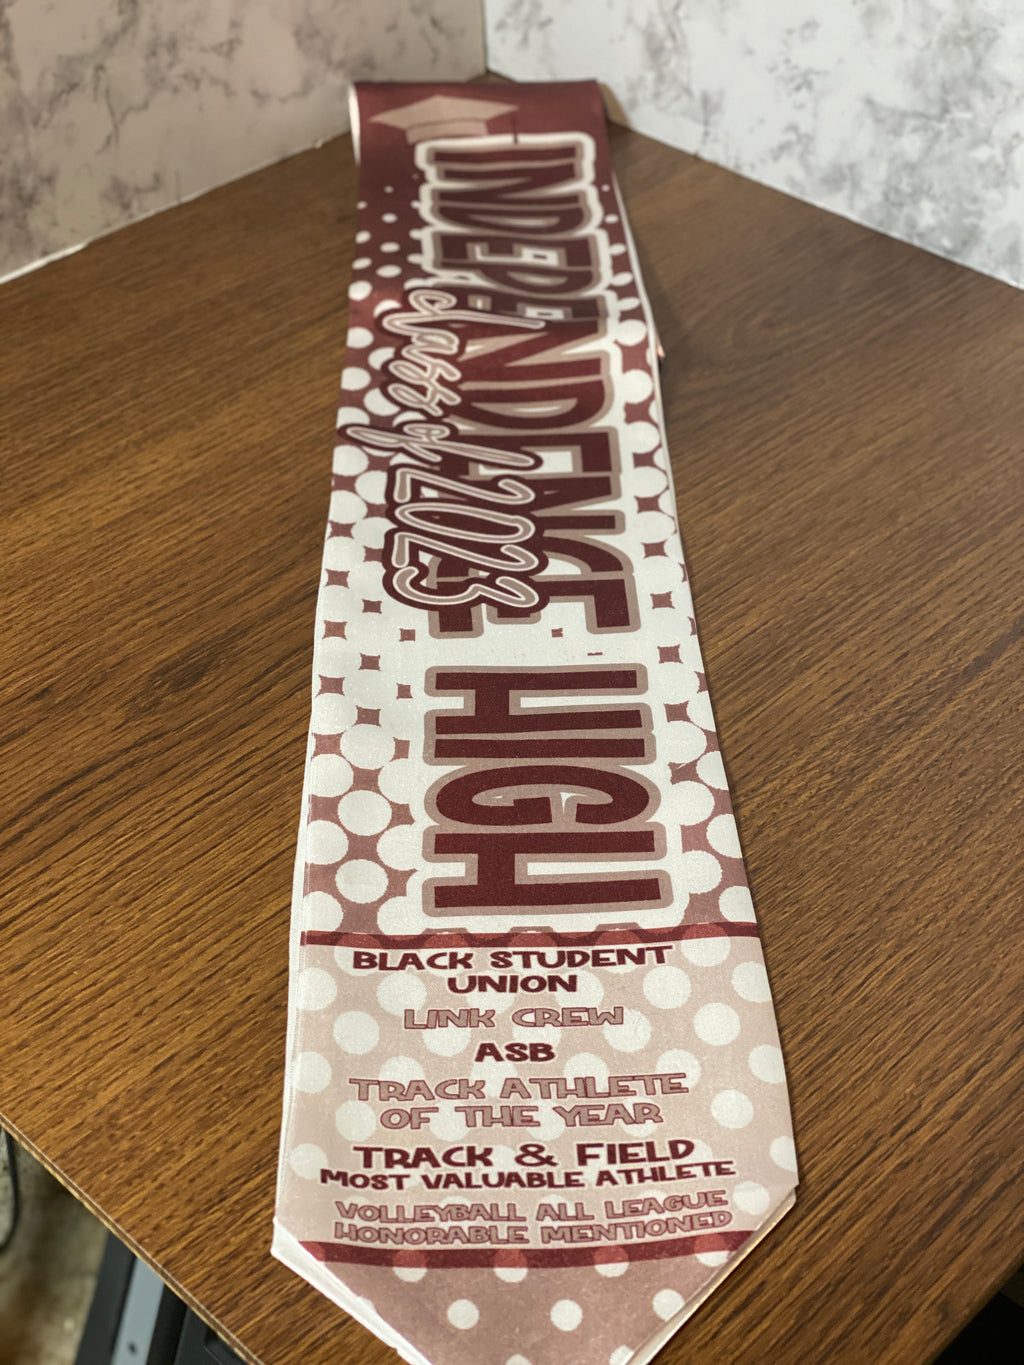 INDEPENDENCE HIGH
class of 2023
BLACK STUDENT
UNION
LINK CREW
ASB
TRACK ATHLETE
OF THE YEAR
TRACK & FIELD
MOST VALUABLE ATHLETE
VOLLEYBALL ALL LEAGUE
HONORABLE MENTIONED